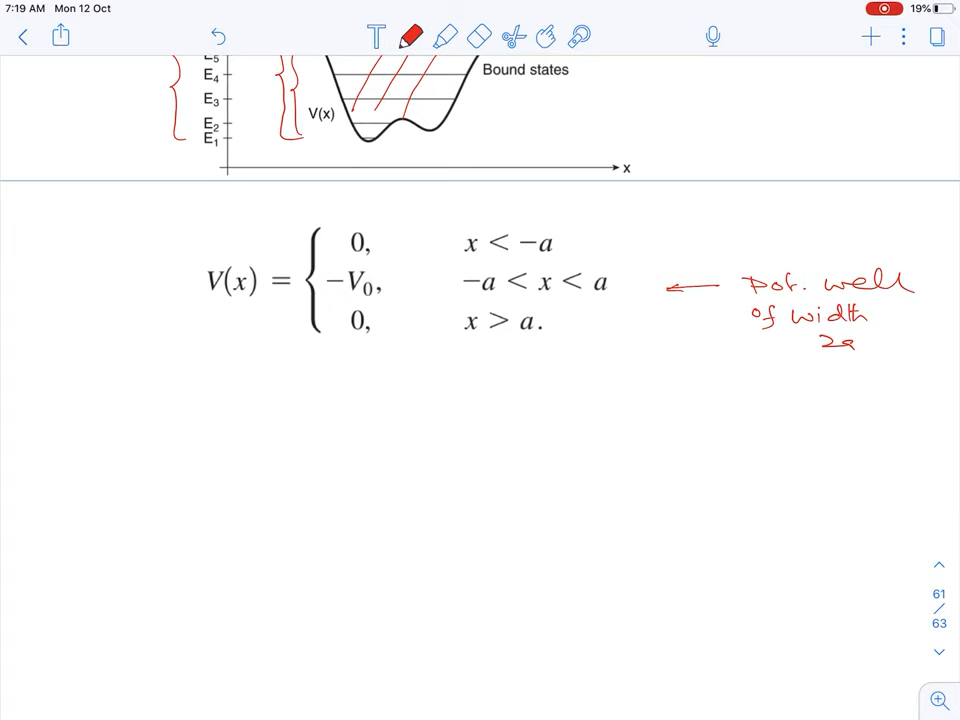 7:19 AM Mon 12 Oct
19%
T
E5
E4
Bound states
E3
V(x)
E2
E1
x
0, x < −a
V(x) = { −V₀, −a < x < a
0, x > a.
Pot. well
of width
2a
61
/
63